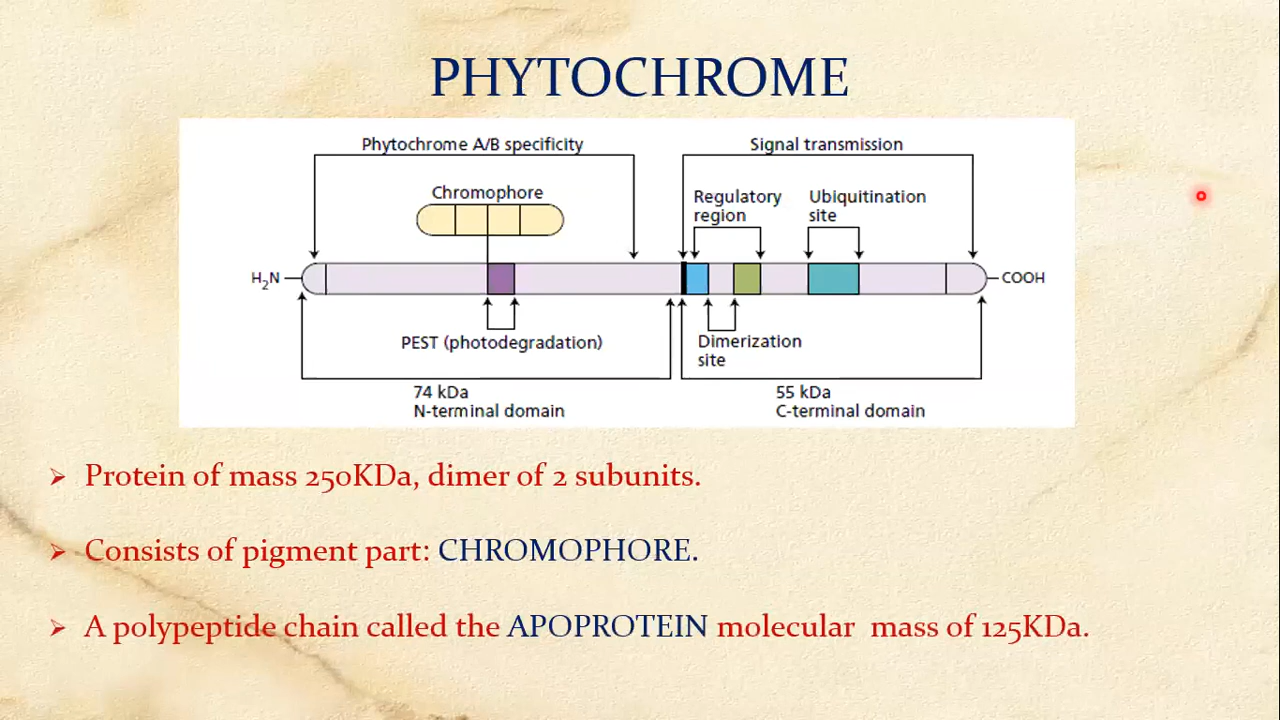 PHYTOCHROME
Phytochrome A/B specificity
Signal transmission
Chromophore
Regulatory
region
Ubiquitination
site
H₂N
COOH
PEST (photodegradation)
Dimerization
site
74 kDa
N-terminal domain
55 kDa
C-terminal domain
➢ Protein of mass 250KDa, dimer of 2 subunits.
➢ Consists of pigment part: CHROMOPHORE.
➢ A polypeptide chain called the APOPROTEIN molecular mass of 125KDa.